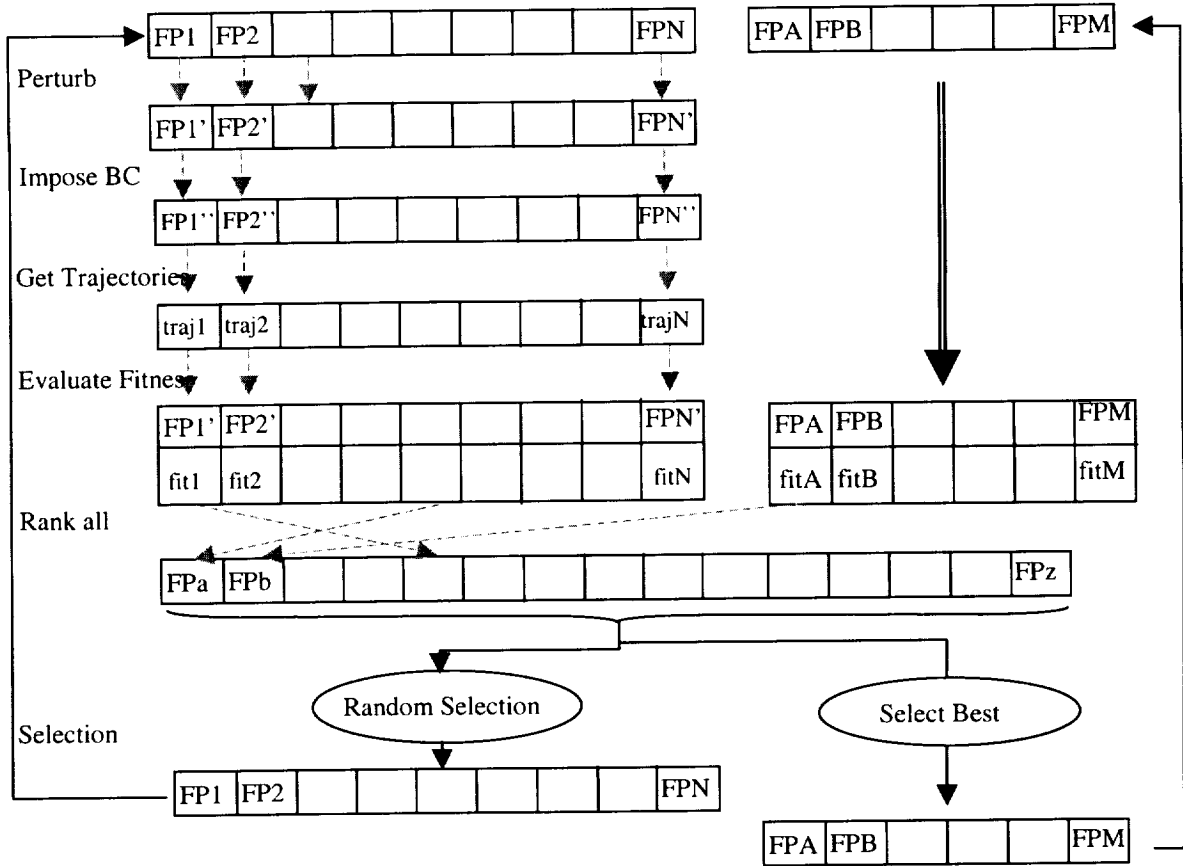 FP1 FP2 FPN FPA FPB FPM
Perturb
FP1' FP2' FPN'
Impose BC
FP1'' FP2'' FPN''
Get Trajectories
traj1 traj2 trajN
Evaluate Fitness
FP1' FP2' FPN' FPA FPB FPM
fit1 fit2 fitN fitA fitB fitM
Rank all
FPa FPb FPz
Random Selection Select Best
Selection
FP1 FP2 FPN
FPA FPB FPM